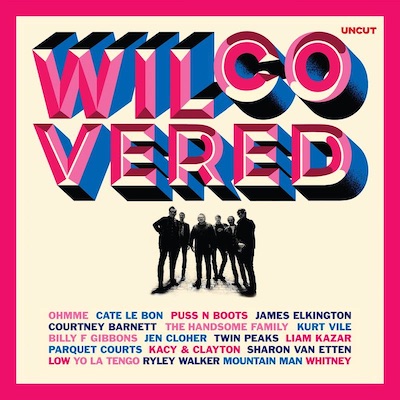 UNCUT
WILCO
VERED
OHMME CATE LE BON PUSS N BOOTS JAMES ELKINGTON
COURTNEY BARNETT THE HANDSOME FAMILY KURT VILE
BILLY F GIBBONS JEN CLOHER TWIN PEAKS LIAM KAZAR
PARQUET COURTS KACY & CLAYTON SHARON VAN ETTEN
LOW YO LA TENGO RYLEY WALKER MOUNTAIN MAN WHITNEY